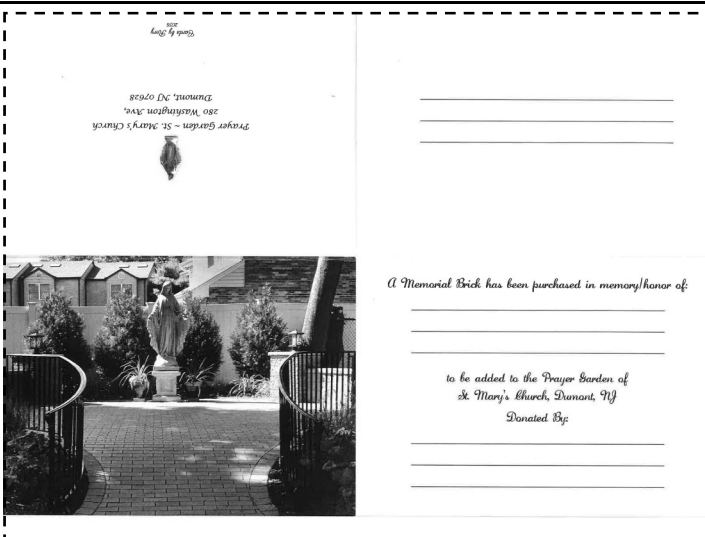 Prayer Garden ~ St. Mary's Church
280 Washington Ave.
Dumont, NJ 07628
Cards by
A Memorial Brick has been purchased in memory/honor of:
to be added to the Prayer Garden of
St. Mary's Church, Dumont, NJ
Donated By: